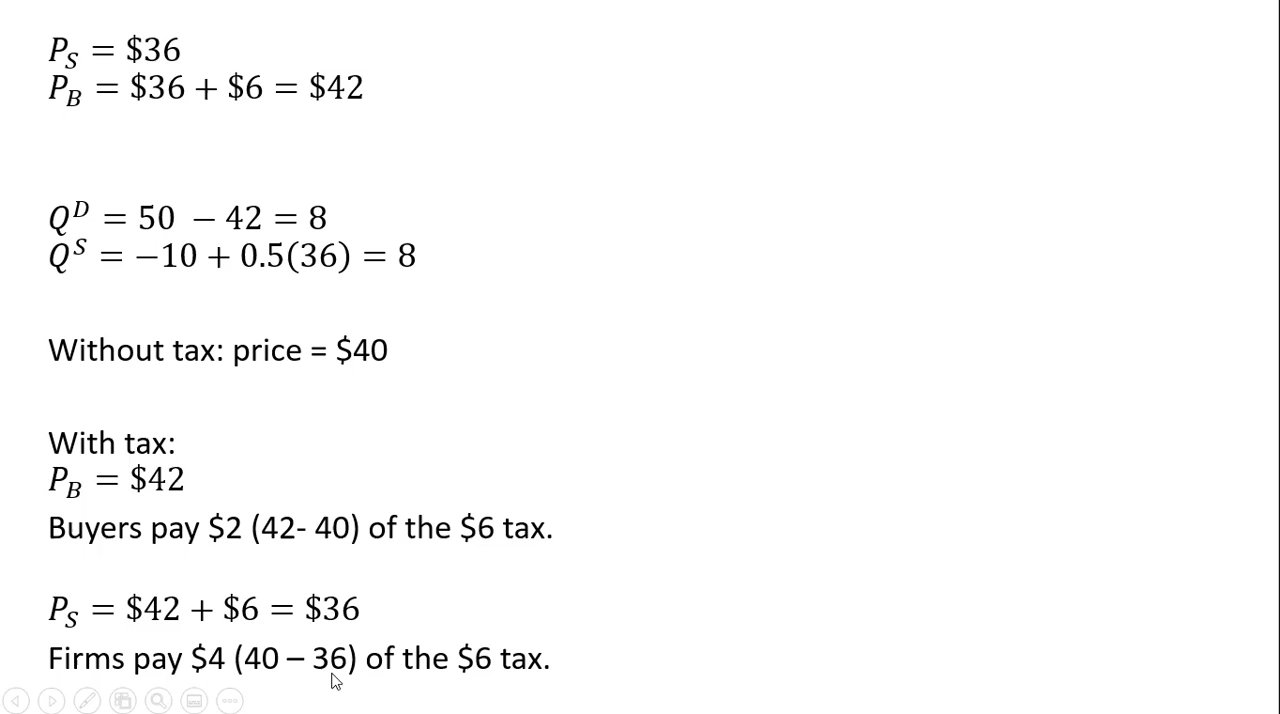 P_S = $36
P_B = $36 + $6 = $42
Q^D = 50 − 42 = 8
Q^S = −10 + 0.5(36) = 8
Without tax: price = $40
With tax:
P_B = $42
Buyers pay $2 (42- 40) of the $6 tax.
P_S = $42 + $6 = $36
Firms pay $4 (40 – 36) of the $6 tax.